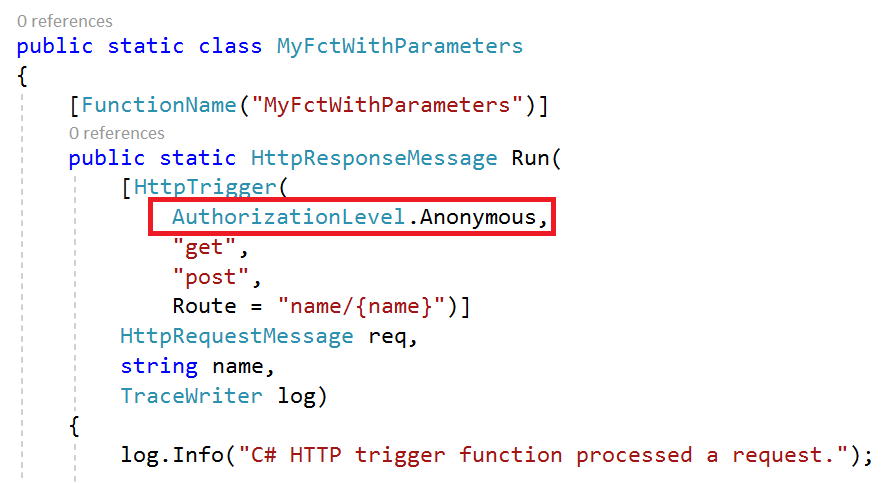 0 references
public static class MyFctWithParameters
{
[FunctionName("MyFctWithParameters")]
0 references
public static HttpResponseMessage Run(
[HttpTrigger(
AuthorizationLevel.Anonymous,
"get",
"post",
Route = "name/{name}")]
HttpRequestMessage req,
string name,
TraceWriter log)
{
log.Info("C# HTTP trigger function processed a request.");